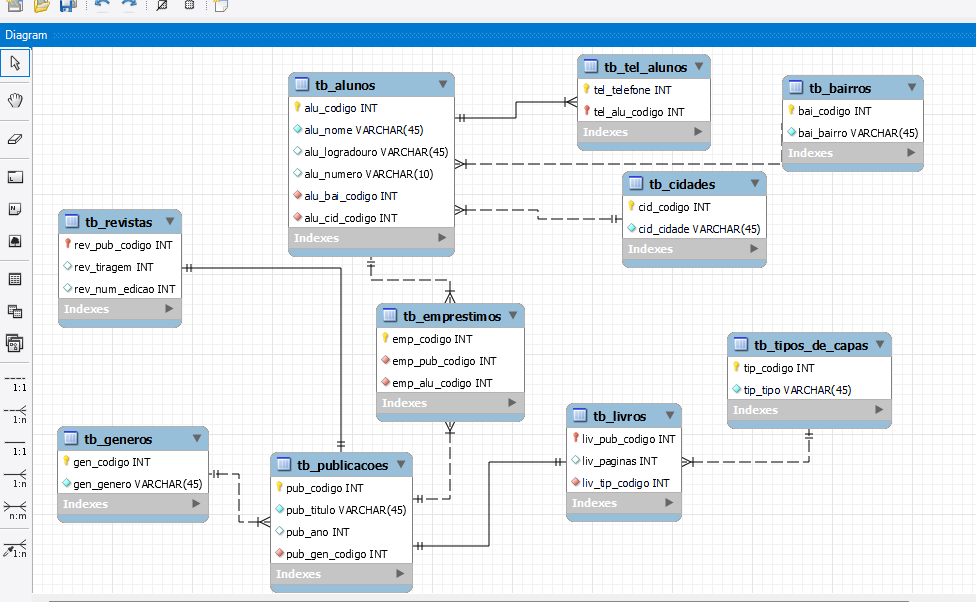 Diagram
tb_alunos
alu_codigo INT
alu_nome VARCHAR(45)
alu_logradouro VARCHAR(45)
alu_numero VARCHAR(10)
alu_bai_codigo INT
alu_cid_codigo INT
Indexes
tb_tel_alunos
tel_telefone INT
tel_alu_codigo INT
Indexes
tb_bairros
bai_codigo INT
bai_bairro VARCHAR(45)
Indexes
tb_cidades
cid_codigo INT
cid_cidade VARCHAR(45)
Indexes
tb_revistas
rev_pub_codigo INT
rev_tiragem INT
rev_num_edicao INT
Indexes
tb_emprestimos
emp_codigo INT
emp_pub_codigo INT
emp_alu_codigo INT
Indexes
tb_tipos_de_capas
tip_codigo INT
tip_tipo VARCHAR(45)
Indexes
tb_livros
liv_pub_codigo INT
liv_paginas INT
liv_tip_codigo INT
Indexes
tb_generos
gen_codigo INT
gen_genero VARCHAR(45)
Indexes
tb_publicacoes
pub_codigo INT
pub_titulo VARCHAR(45)
pub_ano INT
pub_gen_codigo INT
Indexes
1:1
1:n
1:1
1:n
n:m
1:n